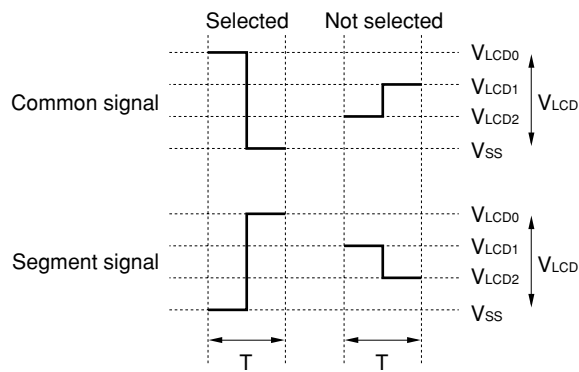 Selected Not selected
VLCD0
VLCD1
Common signal
VLCD
VLCD2
VSS
VLCD0
VLCD1
Segment signal
VLCD
VLCD2
VSS
T T